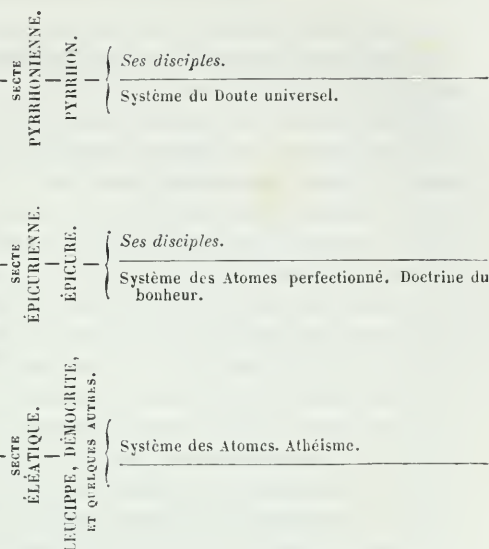 SECTE
PYRRHONIENNE.
PYRRHON.
Ses disciples.
Système du Doute universel.
SECTE
ÉPICURIENNE.
ÉPICURE.
Ses disciples.
Système des Atomes perfectionné. Doctrine du
bonheur.
SECTE
ÉLÉATIQUE.
LEUCIPPE, DÉMOCRITE,
ET QUELQUES AUTRES.
Système des Atomes. Athéisme.